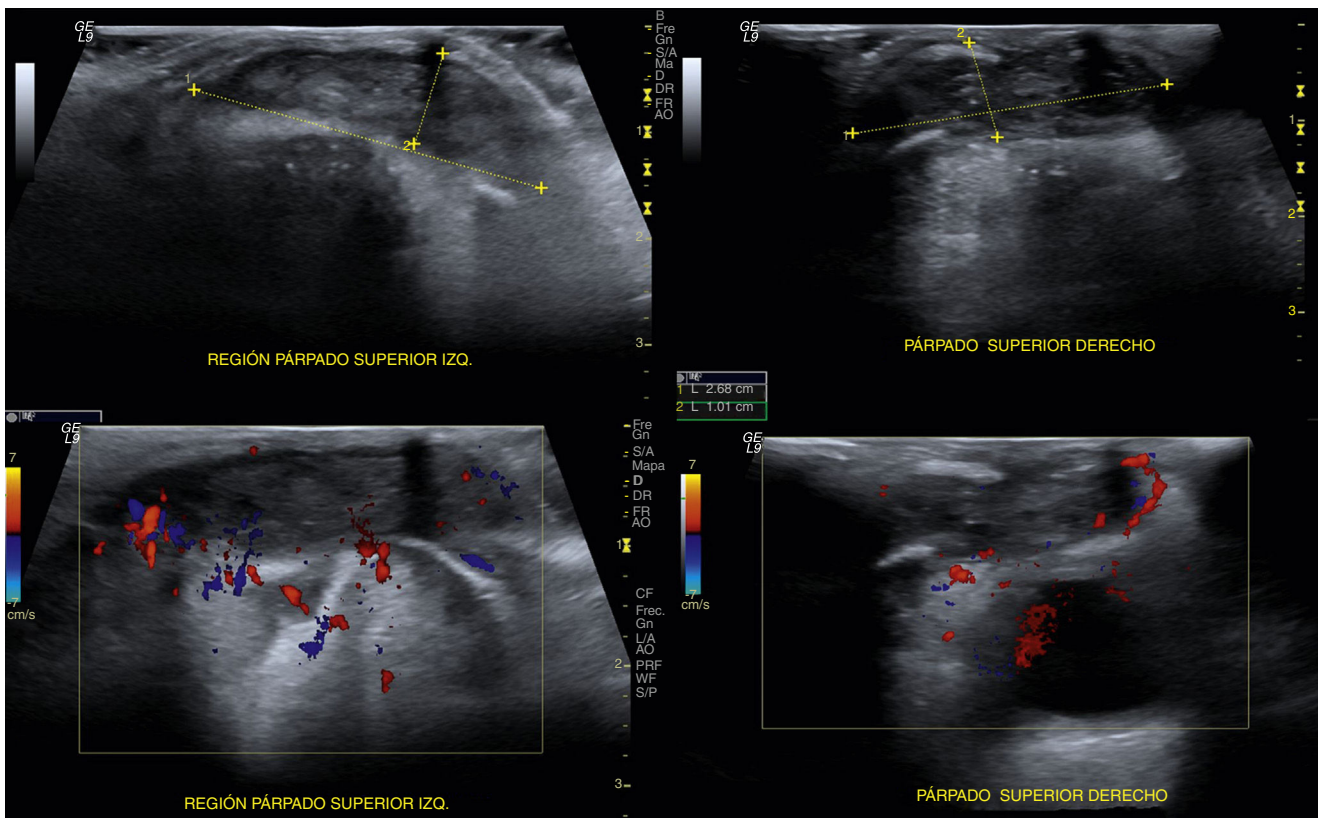 GE
L9
1
2
B
Fre
Gn
S/A
Ma
D
DR
FR
AO
1
2
3
REGIÓN PÁRPADO SUPERIOR IZQ.
GE
L9
2
1
1
2
3
PÁRPADO SUPERIOR DERECHO
1 L 2.68 cm
2 L 1.01 cm
GE
L9
7
-7
cm/s
Fre
Gn
S/A
Mapa
D
DR
FR
AO
1
CF
Frec.
Gn
L/A
AO
PRF
WF
S/P
2
3
REGIÓN PÁRPADO SUPERIOR IZQ.
GE
L9
7
-7
cm/s
PÁRPADO SUPERIOR DERECHO